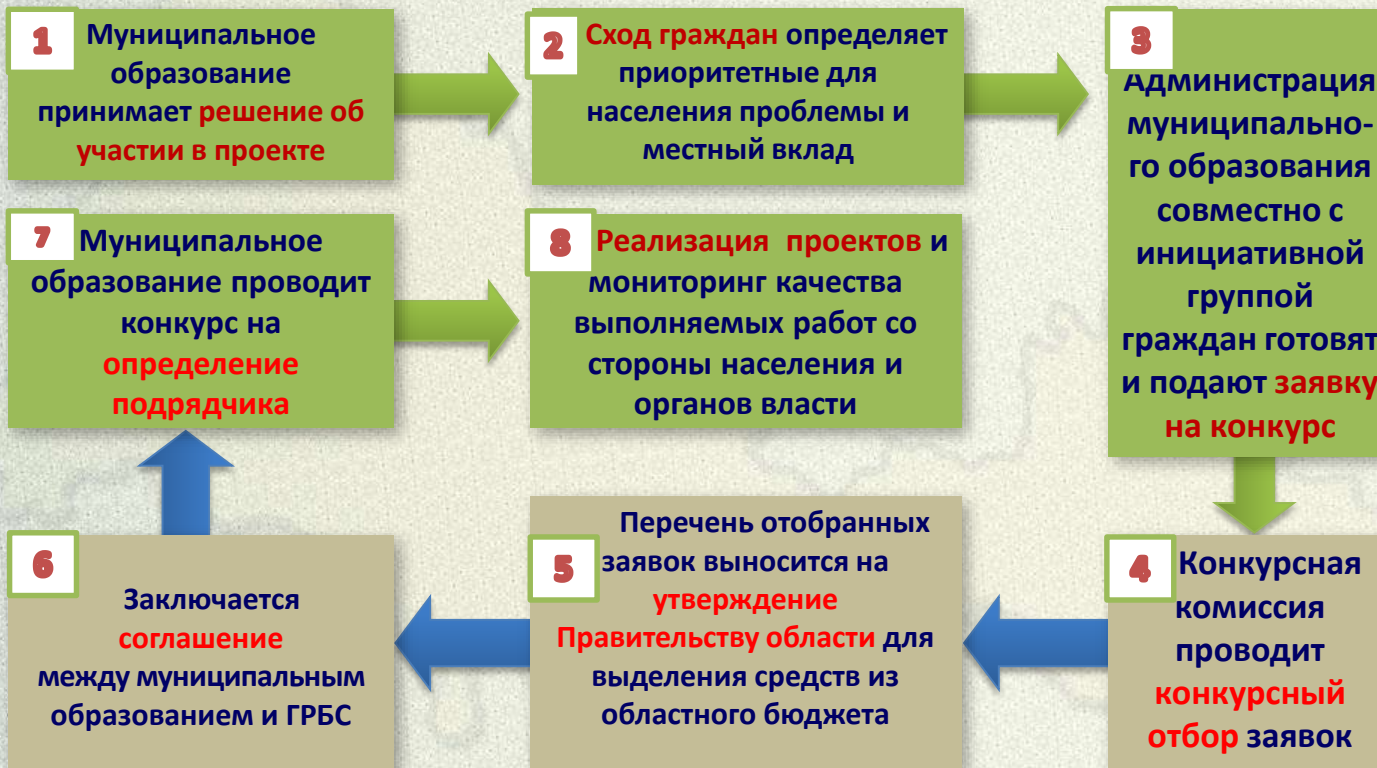 1
Муниципальное
образование
принимает решение об
участии в проекте
2
Сход граждан определяет
приоритетные для
населения проблемы и
местный вклад
3
Администрация
муниципально-
го образования
совместно с
инициативной
группой
граждан готовят
и подают заявку
на конкурс
4
Конкурсная
комиссия
проводит
конкурсный
отбор заявок
5
Перечень отобранных
заявок выносится на
утверждение
Правительству области для
выделения средств из
областного бюджета
6
Заключается
соглашение
между муниципальным
образованием и ГРБС
7
Муниципальное
образование проводит
конкурс на
определение
подрядчика
8
Реализация проектов и
мониторинг качества
выполняемых работ со
стороны населения и
органов власти